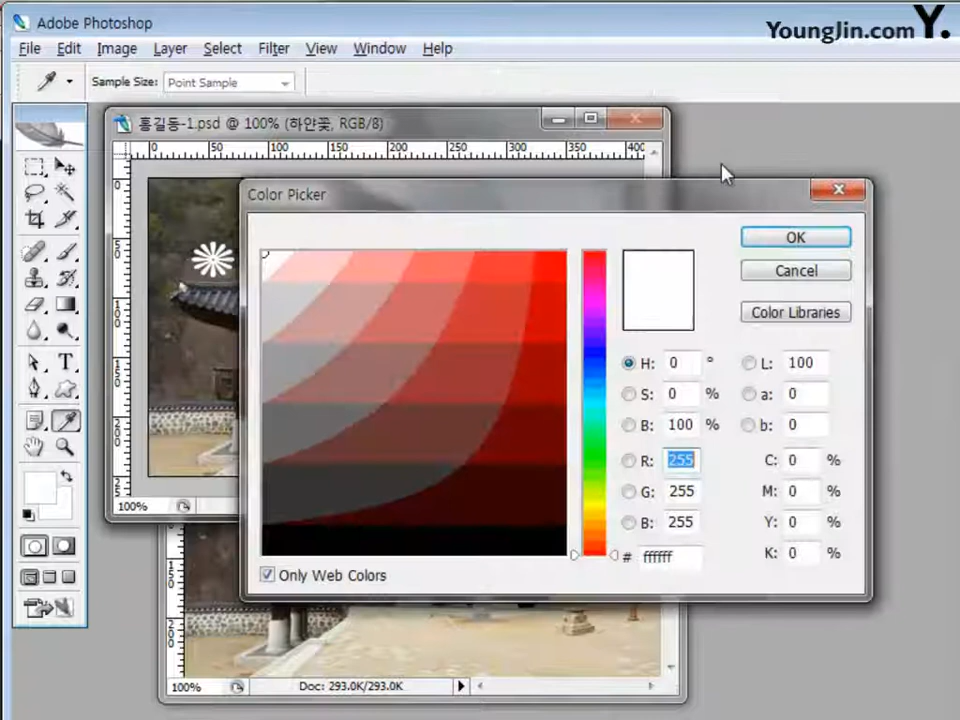 Adobe Photoshop
YoungJin.com Y.
File Edit Image Layer Select Filter View Window Help
Sample Size: Point Sample
홍길동-1.psd @ 100% (하얀꽃, RGB/8)
0 50 100 150 200 250 300 350 400
Color Picker
OK
Cancel
Color Libraries
H: 0 °
L: 100
S: 0 %
a: 0
B: 100 %
b: 0
R: 255
C: 0 %
G: 255
M: 0 %
B: 255
Y: 0 %
# ffffff
K: 0 %
Only Web Colors
100%
100% Doc: 293.0K/293.0K